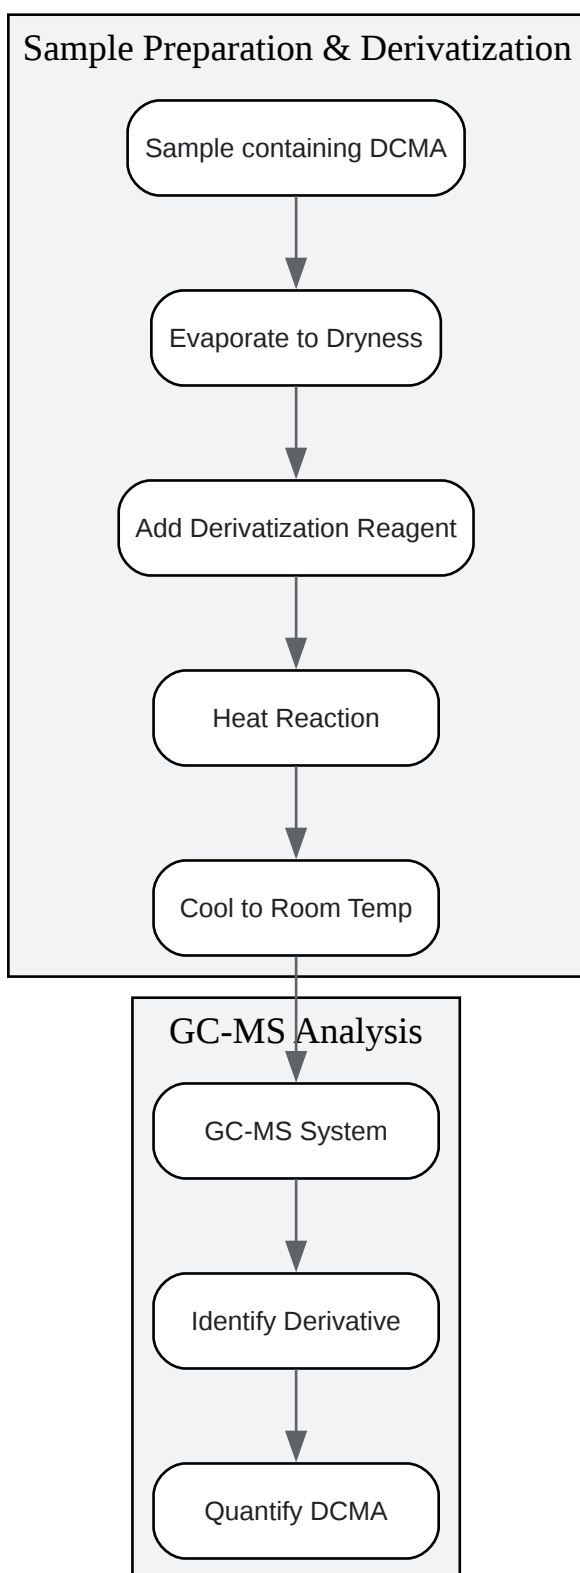 Sample Preparation & Derivatization
Sample containing DCMA
Evaporate to Dryness
Add Derivatization Reagent
Heat Reaction
Cool to Room Temp
GC-MS Analysis
GC-MS System
Identify Derivative
Quantify DCMA